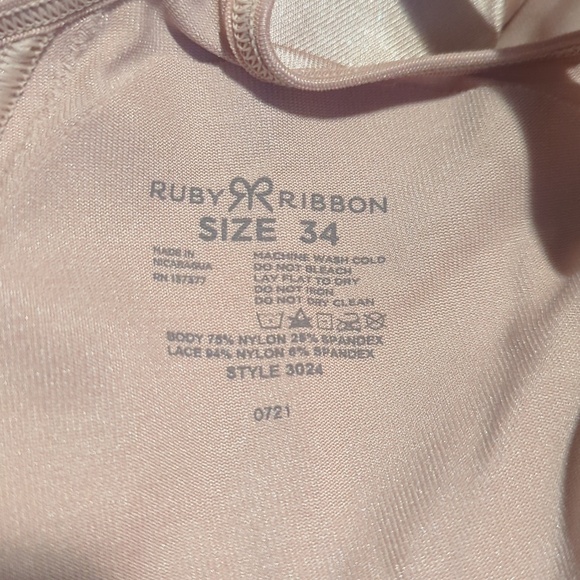 RUBY RIBBON
SIZE 34
MADE IN
NICARAGUA
RN 157377
MACHINE WASH COLD
DO NOT BLEACH
LAY FLAT TO DRY
DO NOT IRON
DO NOT DRY CLEAN
BODY 75% NYLON 25% SPANDEX
LACE 94% NYLON 6% SPANDEX
STYLE 3024
0721